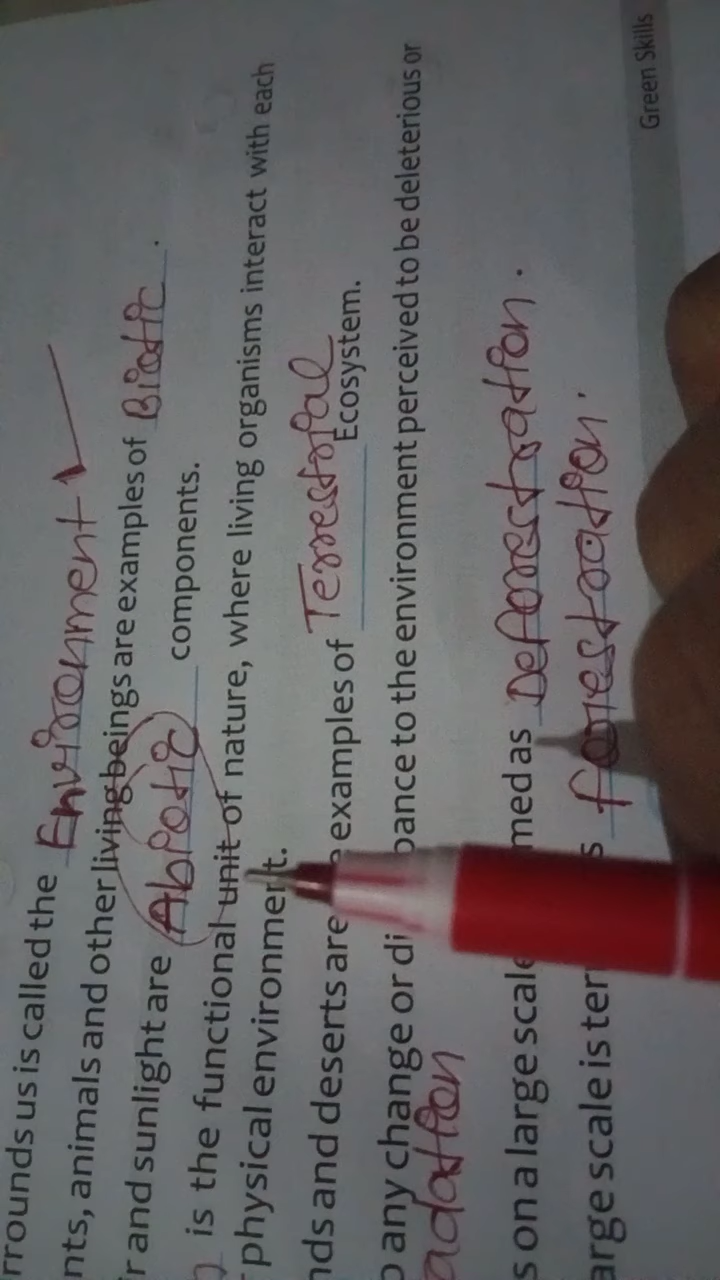 rrounds us is called the Environment
nts, animals and other living beings are examples of Biotic.
r and sunlight are Abiotic components.
is the functional unit of nature, where living organisms interact with each
physical environment.
nds and deserts are examples of Terrestrial Ecosystem.
o any change or di bance to the environment perceived to be deleterious or
adation
s on a large scale med as Deforestration.
arge scale is ter s forestration.
Green Skills